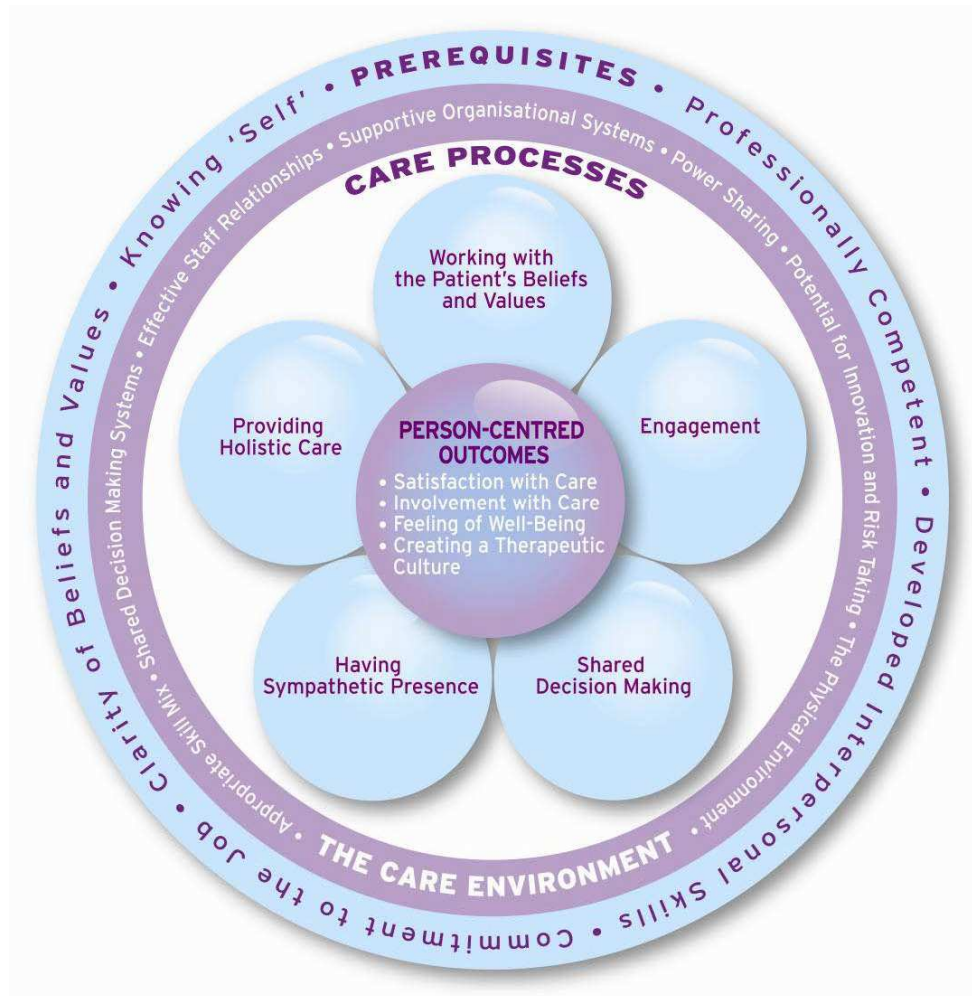 PREREQUISITES • Professionally Competent • Developed Interpersonal Skills • Commitment to the Job • Clarity of Beliefs and Values • Knowing 'Self' •
THE CARE ENVIRONMENT • Appropriate Skill Mix • Shared Decision Making Systems • Effective Staff Relationships • Supportive Organisational Systems • Power Sharing • Potential for Innovation and Risk Taking • The Physical Environment •
CARE PROCESSES
Working with
the Patient's Beliefs
and Values
Providing
Holistic Care
Engagement
PERSON-CENTRED
OUTCOMES
• Satisfaction with Care
• Involvement with Care
• Feeling of Well-Being
• Creating a Therapeutic
Culture
Having
Sympathetic Presence
Shared
Decision Making